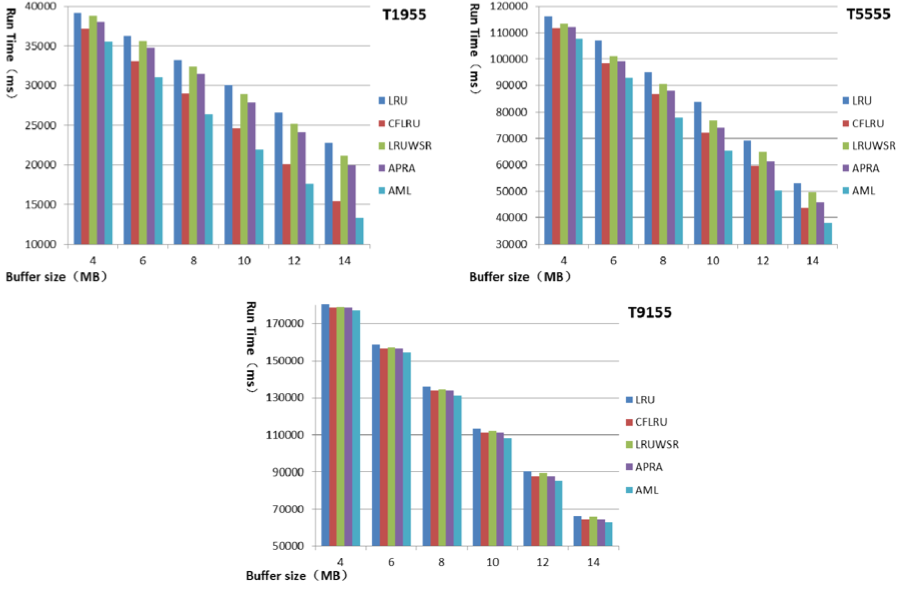 T1955
Run Time（ms）
40000
35000
30000
25000
20000
15000
10000
4 6 8 10 12 14
Buffer size（MB）
LRU
CFLRU
LRUWSR
APRA
AML
T5555
Run Time（ms）
120000
110000
100000
90000
80000
70000
60000
50000
40000
30000
4 6 8 10 12 14
Buffer size（MB）
LRU
CFLRU
LRUWSR
APRA
AML
T9155
Run Time（ms）
170000
150000
130000
110000
90000
70000
50000
4 6 8 10 12 14
Buffer size（MB）
LRU
CFLRU
LRUWSR
APRA
AML